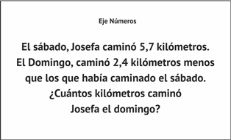 Eje Números
El sábado, Josefa caminó 5,7 kilómetros.
El Domingo, caminó 2,4 kilómetros menos
que los que había caminado el sábado.
¿Cuántos kilómetros caminó
Josefa el domingo?